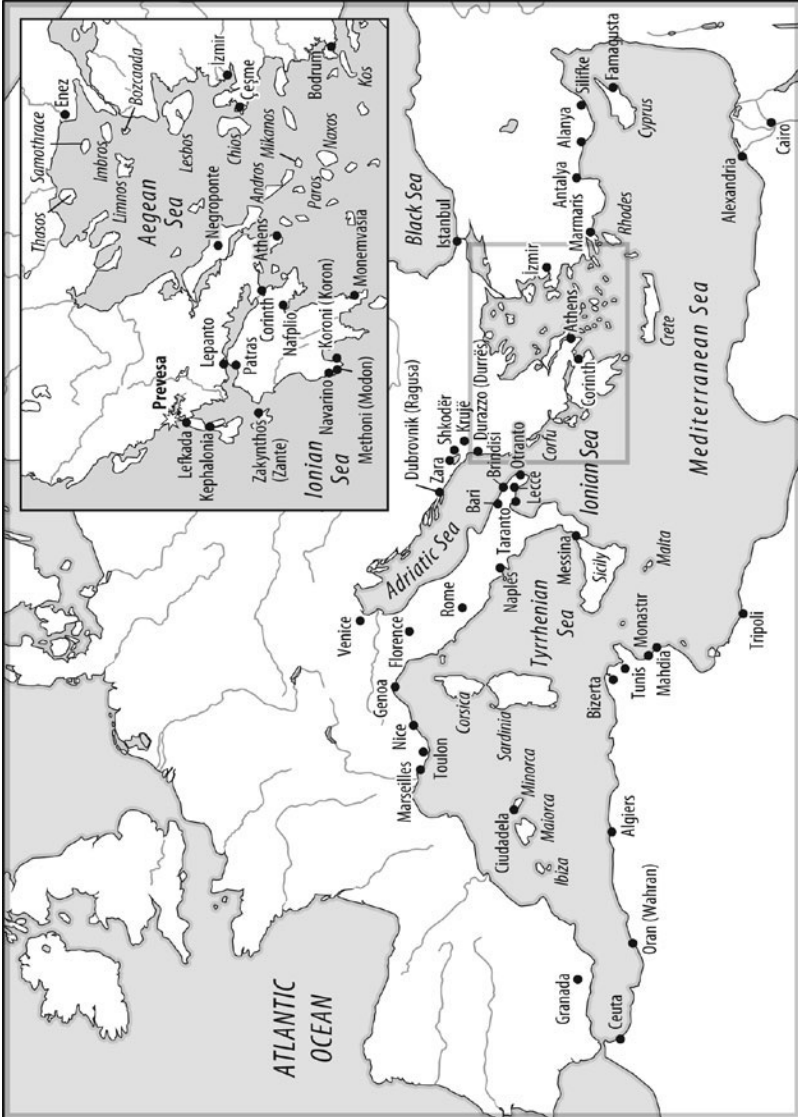 ATLANTIC
OCEAN
Granada
Ceuta
Oran (Wahran)
Algiers
Ibiza
Maiorca
Minorca
Ciudadela
Marseilles
Toulon
Nice
Genoa
Corsica
Sardinia
Bizerta
Tunis
Monastır
Mahdia
Tripoli
Venice
Florence
Rome
Naples
Tyrrhenian
Sea
Messina
Sicily
Malta
Adriatic Sea
Bari
Taranto
Brindisi
Lecce
Otranto
Zara
Dubrovnik (Ragusa)
Shkodër
Krujë
Durazzo (Durrës)
Corfu
Ionian Sea
Corinth
Athens
İzmir
Istanbul
Black Sea
Crete
Mediterranean Sea
Rhodes
Marmaris
Antalya
Alanya
Silifke
Famagusta
Cyprus
Alexandria
Cairo
Prevesa
Lefkada
Kephalonia
Zakynthos
(Zante)
Ionian
Sea
Lepanto
Patras
Corinth
Nafplio
Navarino
Koroni (Koron)
Methoni (Modon)
Monemvasia
Athens
Negroponte
Aegean
Sea
Thasos
Samothrace
Imbros
Limnos
Bozcaada
Enez
Lesbos
Chios
Çeşme
İzmir
Andros
Mikanos
Paros
Naxos
Bodrum
Kos